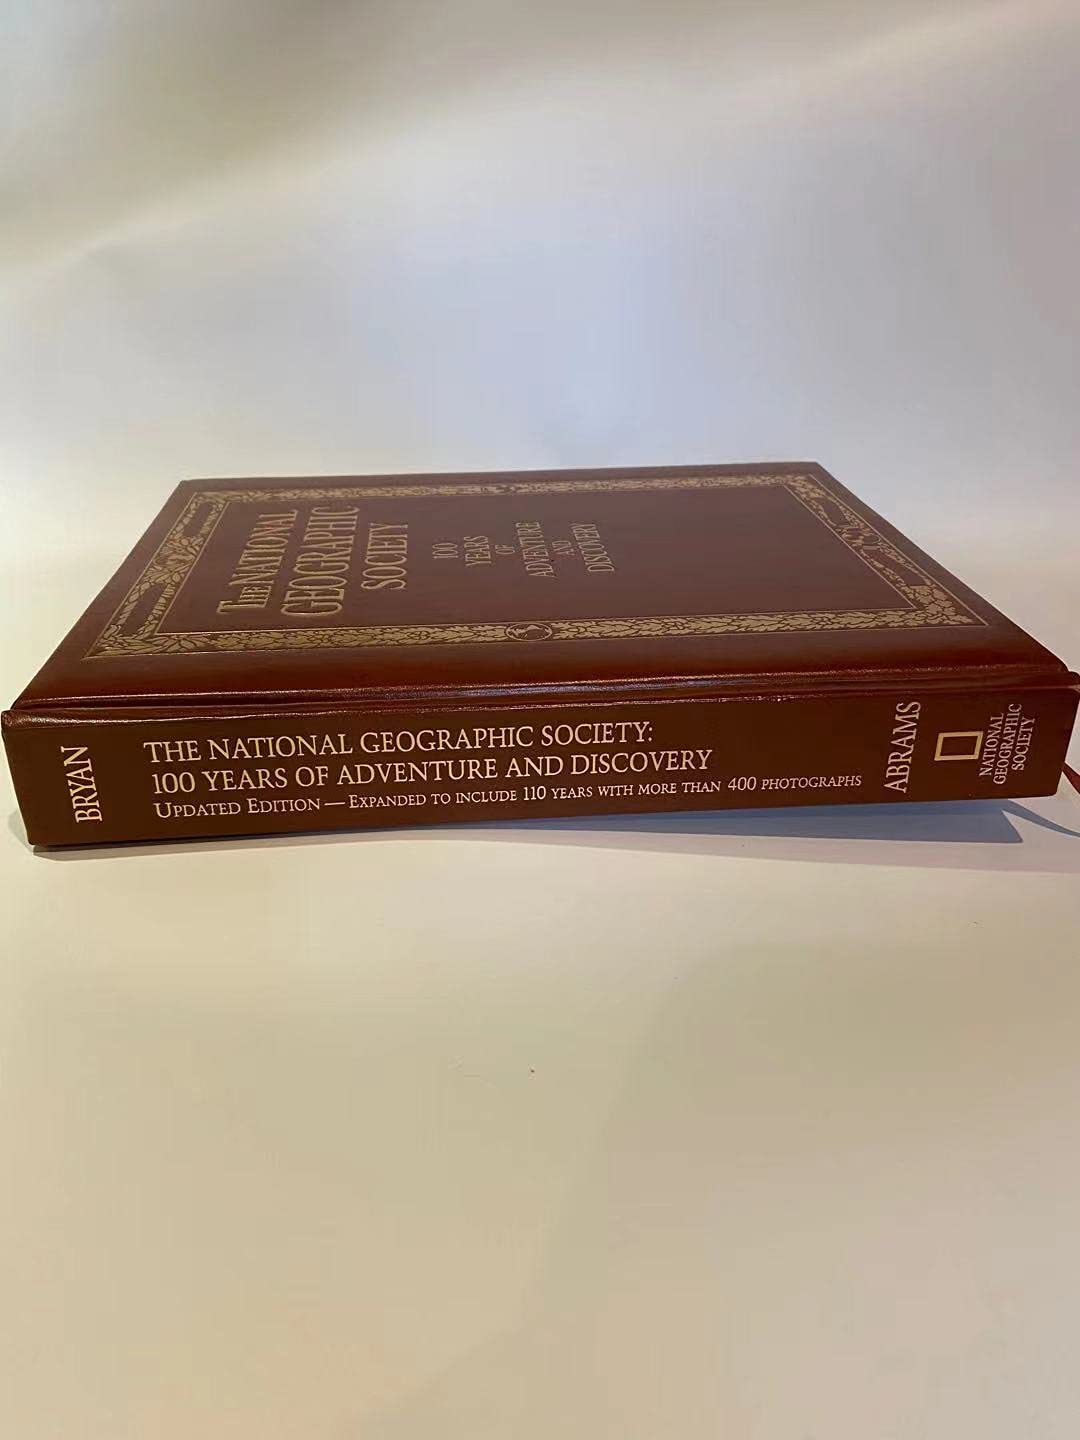 THE NATIONAL
GEOGRAPHIC
SOCIETY
100
YEARS
OF
ADVENTURE
AND
DISCOVERY
BRYAN
THE NATIONAL GEOGRAPHIC SOCIETY:
100 YEARS OF ADVENTURE AND DISCOVERY
UPDATED EDITION — EXPANDED TO INCLUDE 110 YEARS WITH MORE THAN 400 PHOTOGRAPHS
ABRAMS
NATIONAL
GEOGRAPHIC
SOCIETY